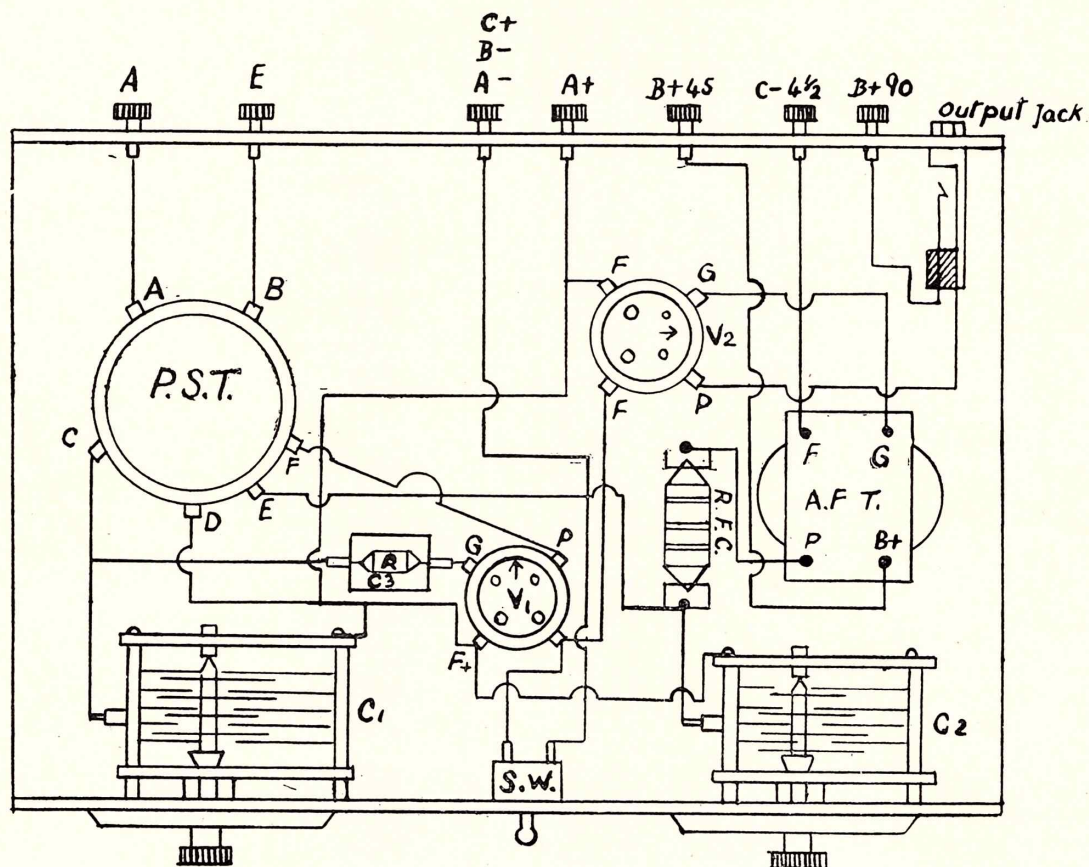 C+
B-
A E A- A+ B+45 C-4½ B+90 output Jack.
A B F G
P.S.T. V2
F P
C F F G
E R.F.C. A.F T.
D P P B+
G
R
C3
V1
F+
C1 C2
S.W.